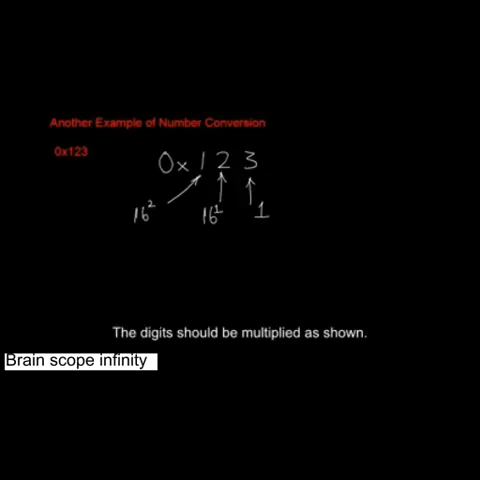 Another Example of Number Conversion
0x123
0x123
16² 16¹ 1
The digits should be multiplied as shown.
Brain scope infinity